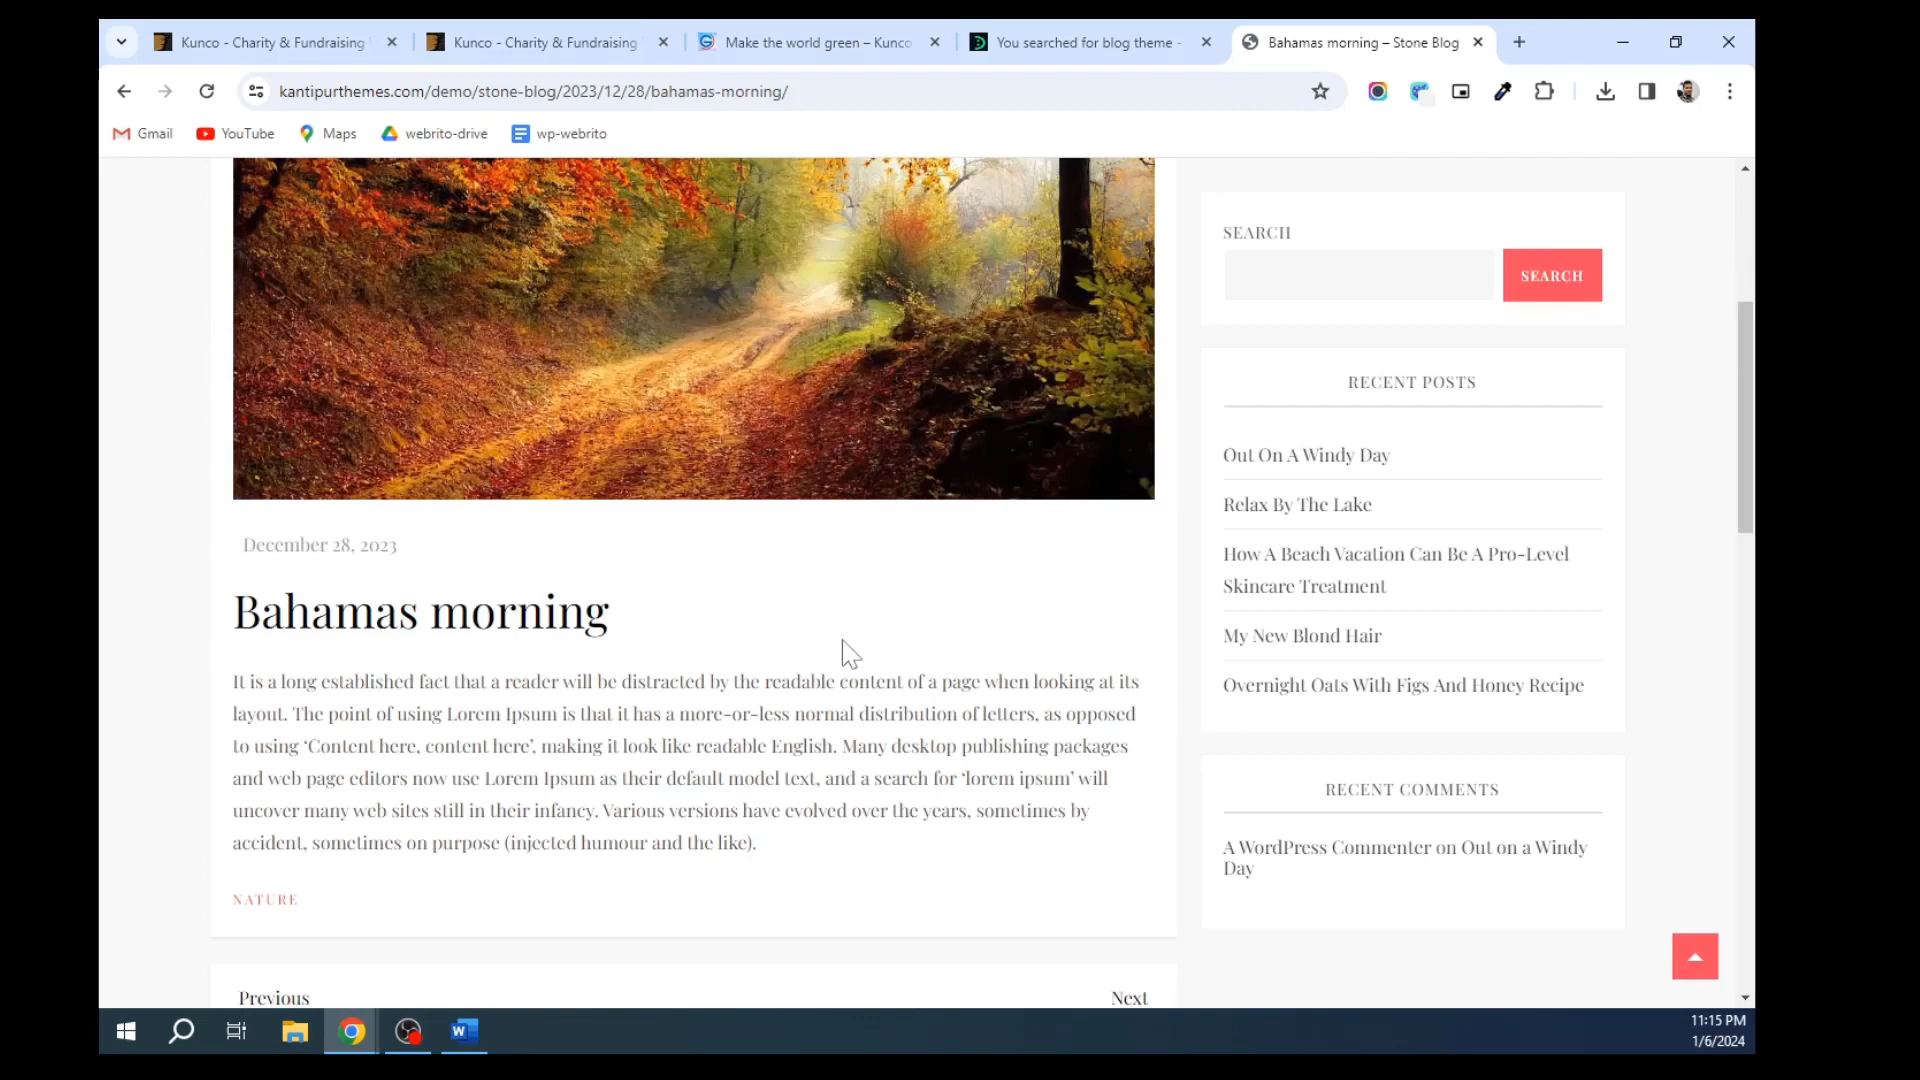 Kunco - Charity & Fundraising
Kunco - Charity & Fundraising
Make the world green – Kunco
You searched for blog theme -
Bahamas morning – Stone Blog
kantipurthemes.com/demo/stone-blog/2023/12/28/bahamas-morning/
Gmail
YouTube
Maps
webrito-drive
wp-webrito
December 28, 2023
Bahamas morning
It is a long established fact that a reader will be distracted by the readable content of a page when looking at its
layout. The point of using Lorem Ipsum is that it has a more-or-less normal distribution of letters, as opposed
to using ‘Content here, content here’, making it look like readable English. Many desktop publishing packages
and web page editors now use Lorem Ipsum as their default model text, and a search for ‘lorem ipsum’ will
uncover many web sites still in their infancy. Various versions have evolved over the years, sometimes by
accident, sometimes on purpose (injected humour and the like).
NATURE
Previous
Next
SEARCH
SEARCH
RECENT POSTS
Out On A Windy Day
Relax By The Lake
How A Beach Vacation Can Be A Pro-Level
Skincare Treatment
My New Blond Hair
Overnight Oats With Figs And Honey Recipe
RECENT COMMENTS
A WordPress Commenter on Out on a Windy
Day
11:15 PM
1/6/2024